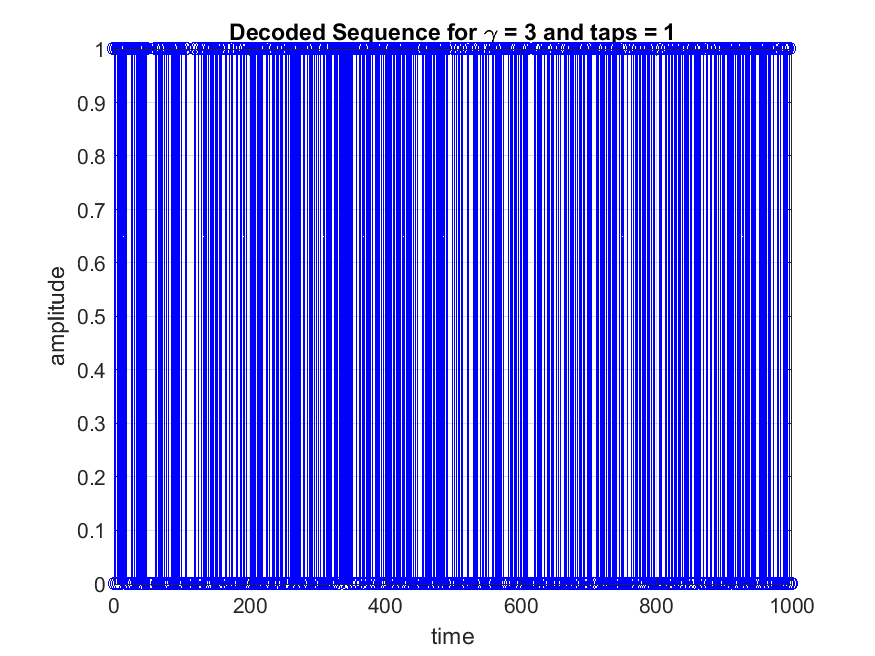 Decoded Sequence for γ = 3 and taps = 1
1
0.9
0.8
0.7
0.6
0.5
0.4
0.3
0.2
0.1
0
amplitude
0 200 400 600 800 1000
time